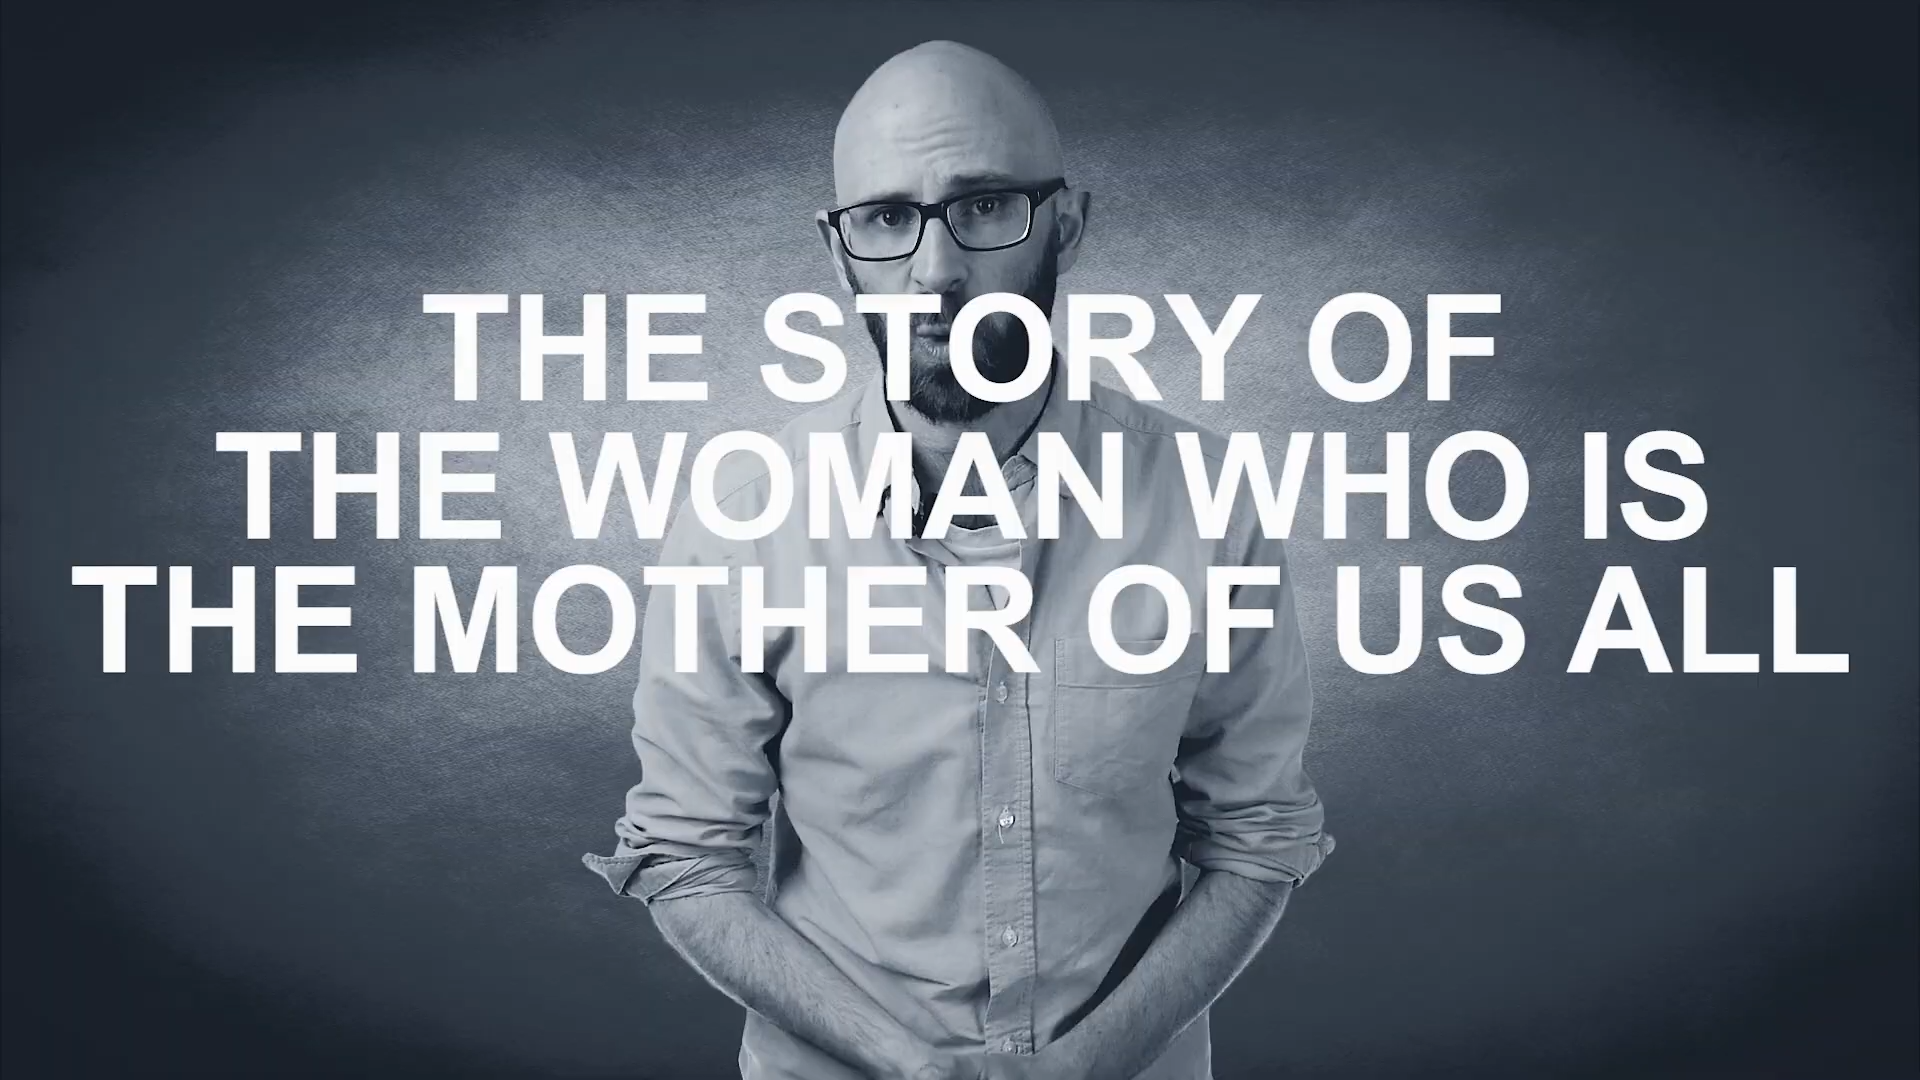 THE STORY OF
THE WOMAN WHO IS
THE MOTHER OF US ALL